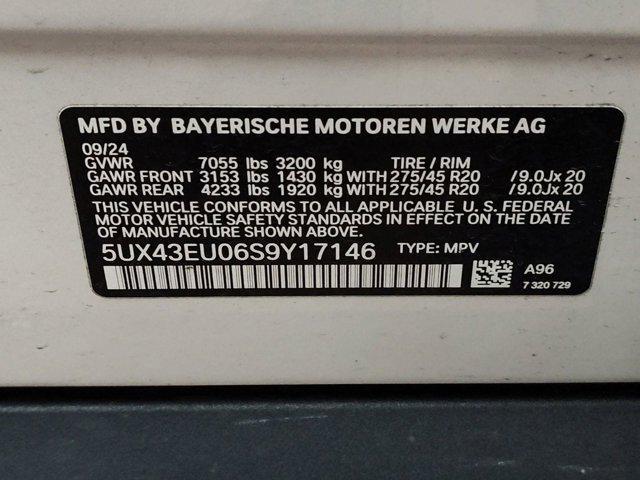 MFD BY BAYERISCHE MOTOREN WERKE AG
09/24
GVWR 7055 lbs 3200 kg TIRE / RIM
GAWR FRONT 3153 lbs 1430 kg WITH 275/45 R20 /9.0Jx 20
GAWR REAR 4233 lbs 1920 kg WITH 275/45 R20 /9.0Jx 20
THIS VEHICLE CONFORMS TO ALL APPLICABLE U. S. FEDERAL
MOTOR VEHICLE SAFETY STANDARDS IN EFFECT ON THE DATE
OF MANUFACTURE SHOWN ABOVE.
5UX43EU06S9Y17146 TYPE: MPV
A96
7 320 729